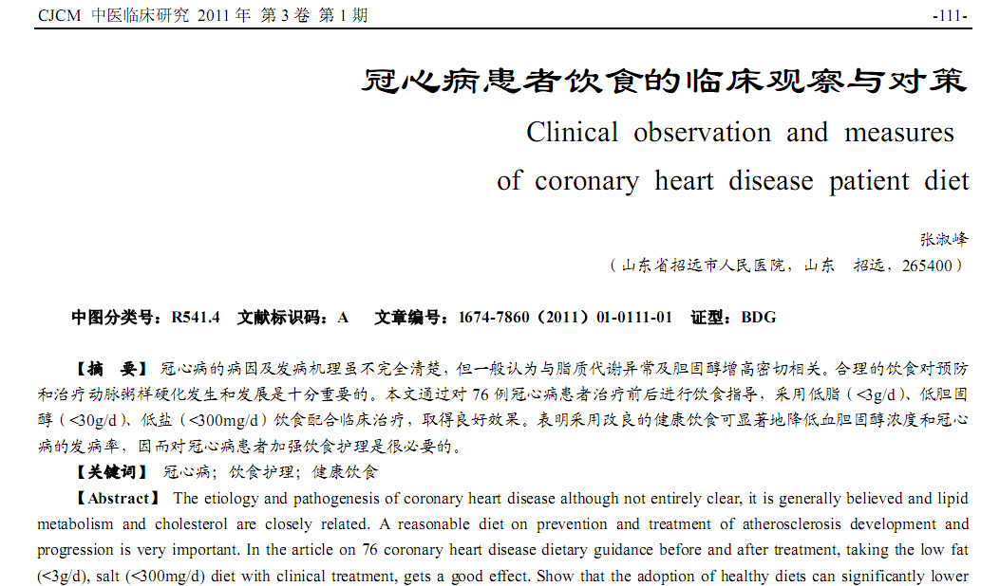 CJCM 中医临床研究 2011 年 第 3 卷 第 1 期 -111-
冠心病患者饮食的临床观察与对策
Clinical observation and measures
of coronary heart disease patient diet
张淑峰
（山东省招远市人民医院，山东 招远，265400）
中图分类号：R541.4 文献标识码：A 文章编号：1674-7860（2011）01-0111-01 证型：BDG
【摘 要】 冠心病的病因及发病机理虽不完全清楚，但一般认为与脂质代谢异常及胆固醇增高密切相关。合理的饮食对预防
和治疗动脉粥样硬化发生和发展是十分重要的。本文通过对 76 例冠心病患者治疗前后进行饮食指导，采用低脂（<3g/d）、低胆固
醇（<30g/d）、低盐（<300mg/d）饮食配合临床治疗，取得良好效果。表明采用改良的健康饮食可显著地降低血胆固醇浓度和冠心
病的发病率，因而对冠心病患者加强饮食护理是很必要的。
【关键词】 冠心病；饮食护理；健康饮食
【Abstract】 The etiology and pathogenesis of coronary heart disease although not entirely clear, it is generally believed and lipid
metabolism and cholesterol are closely related. A reasonable diet on prevention and treatment of atherosclerosis development and
progression is very important. In the article on 76 coronary heart disease dietary guidance before and after treatment, taking the low fat
(<3g/d), salt (<300mg/d) diet with clinical treatment, gets a good effect. Show that the adoption of healthy diets can significantly lower